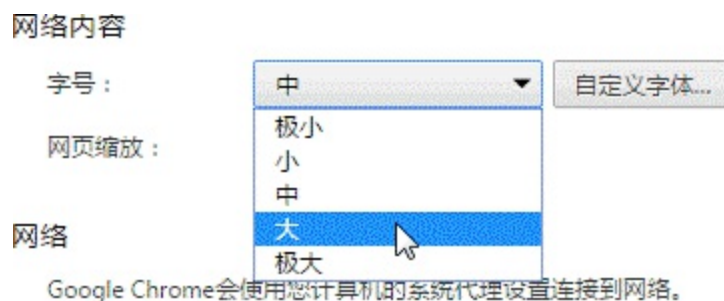 网络内容
字号： 中 自定义字体...
极小
网页缩放：
小
中
大
网络
极大
Google Chrome会使用您计算机的系统代理设置连接到网络。